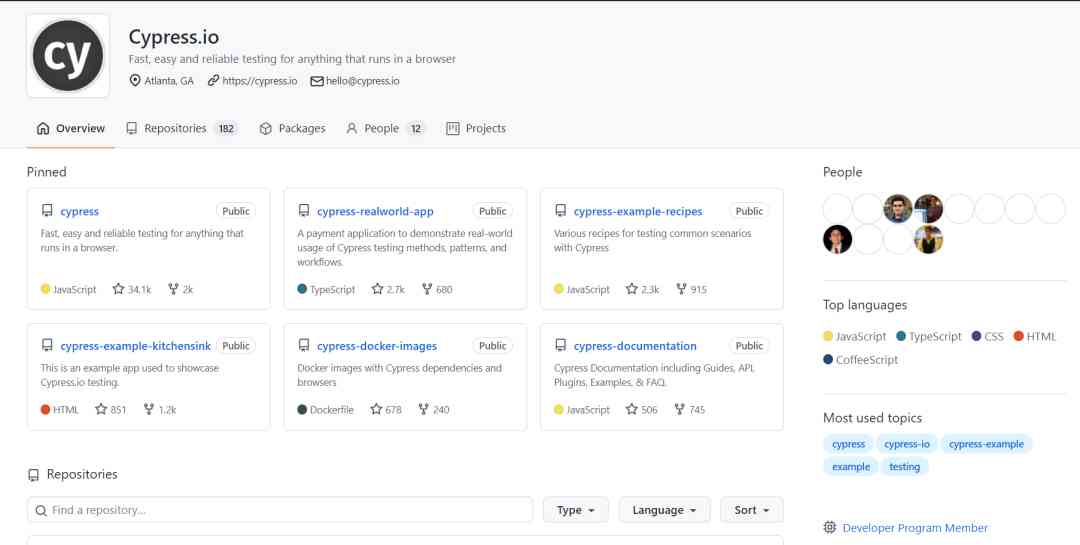 cy
Cypress.io
Fast, easy and reliable testing for anything that runs in a browser
Atlanta, GA https://cypress.io hello@cypress.io
Overview Repositories 182 Packages People 12 Projects
Pinned
cypress Public
Fast, easy and reliable testing for anything that
runs in a browser.
JavaScript 34.1k 2k
cypress-realworld-app Public
A payment application to demonstrate real-world
usage of Cypress testing methods, patterns, and
workflows.
TypeScript 2.7k 680
cypress-example-recipes Public
Various recipes for testing common scenarios
with Cypress
JavaScript 2.3k 915
cypress-example-kitchensink Public
This is an example app used to showcase
Cypress.io testing.
HTML 851 1.2k
cypress-docker-images Public
Docker images with Cypress dependencies and
browsers
Dockerfile 678 240
cypress-documentation Public
Cypress Documentation including Guides, API,
Plugins, Examples, & FAQ.
JavaScript 506 745
Repositories
Find a repository...
Type Language Sort
People
Top languages
JavaScript TypeScript CSS HTML
CoffeeScript
Most used topics
cypress cypress-io cypress-example
example testing
Developer Program Member